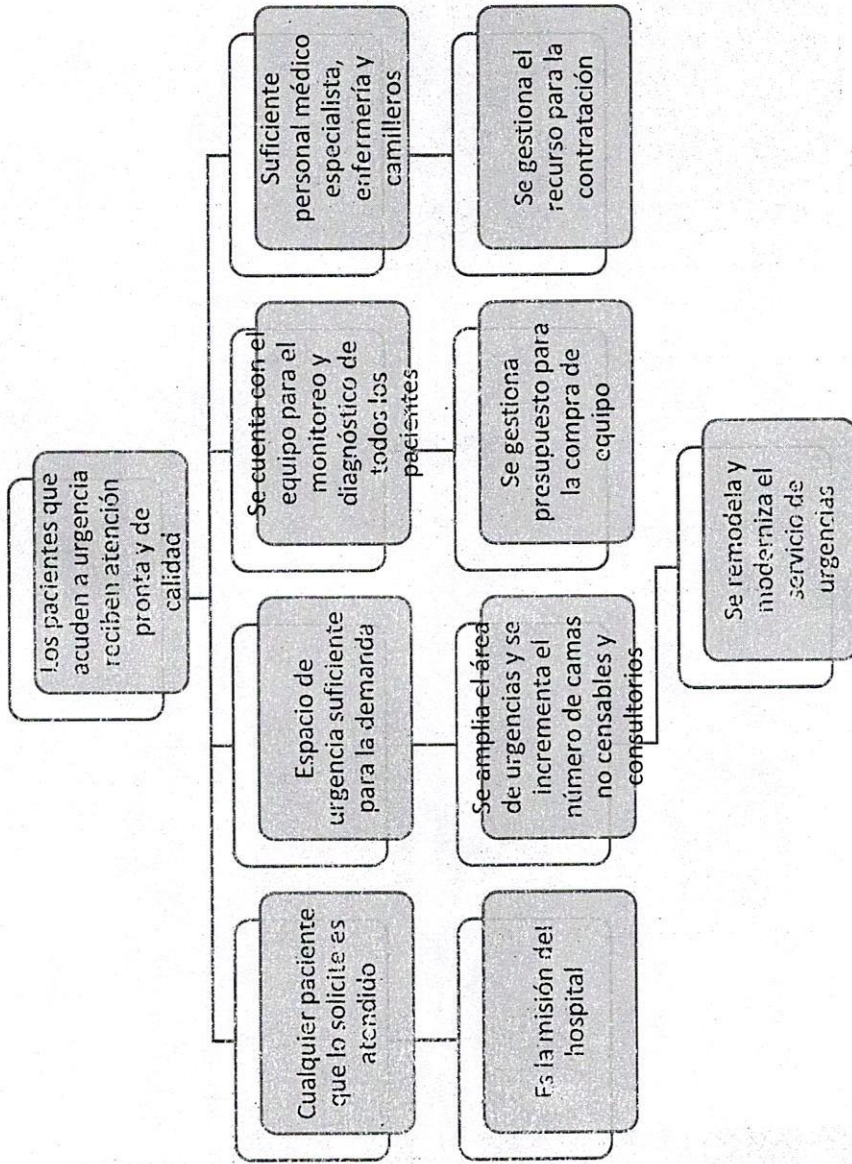 Los pacientes que
acuden a urgencia
reciben atención
pronta y de
calidad
Cualquier paciente
que lo solicite es
atendido
Espacio de
urgencia suficiente
para la demanda
Se cuenta con el
equipo para el
monitoreo y
diagnóstico de
todos los
pacientes
Suficiente
personal médico
especialista,
enfermería y
camilleros
Es la misión del
hospital
Se amplia el área
de urgencias y se
incrementa el
número de camas
no censables y
consultorios
Se gestiona
presupuesto para
la compra de
equipo
Se gestiona el
recurso para la
contratación
Se remodela y
moderniza el
servicio de
urgencias